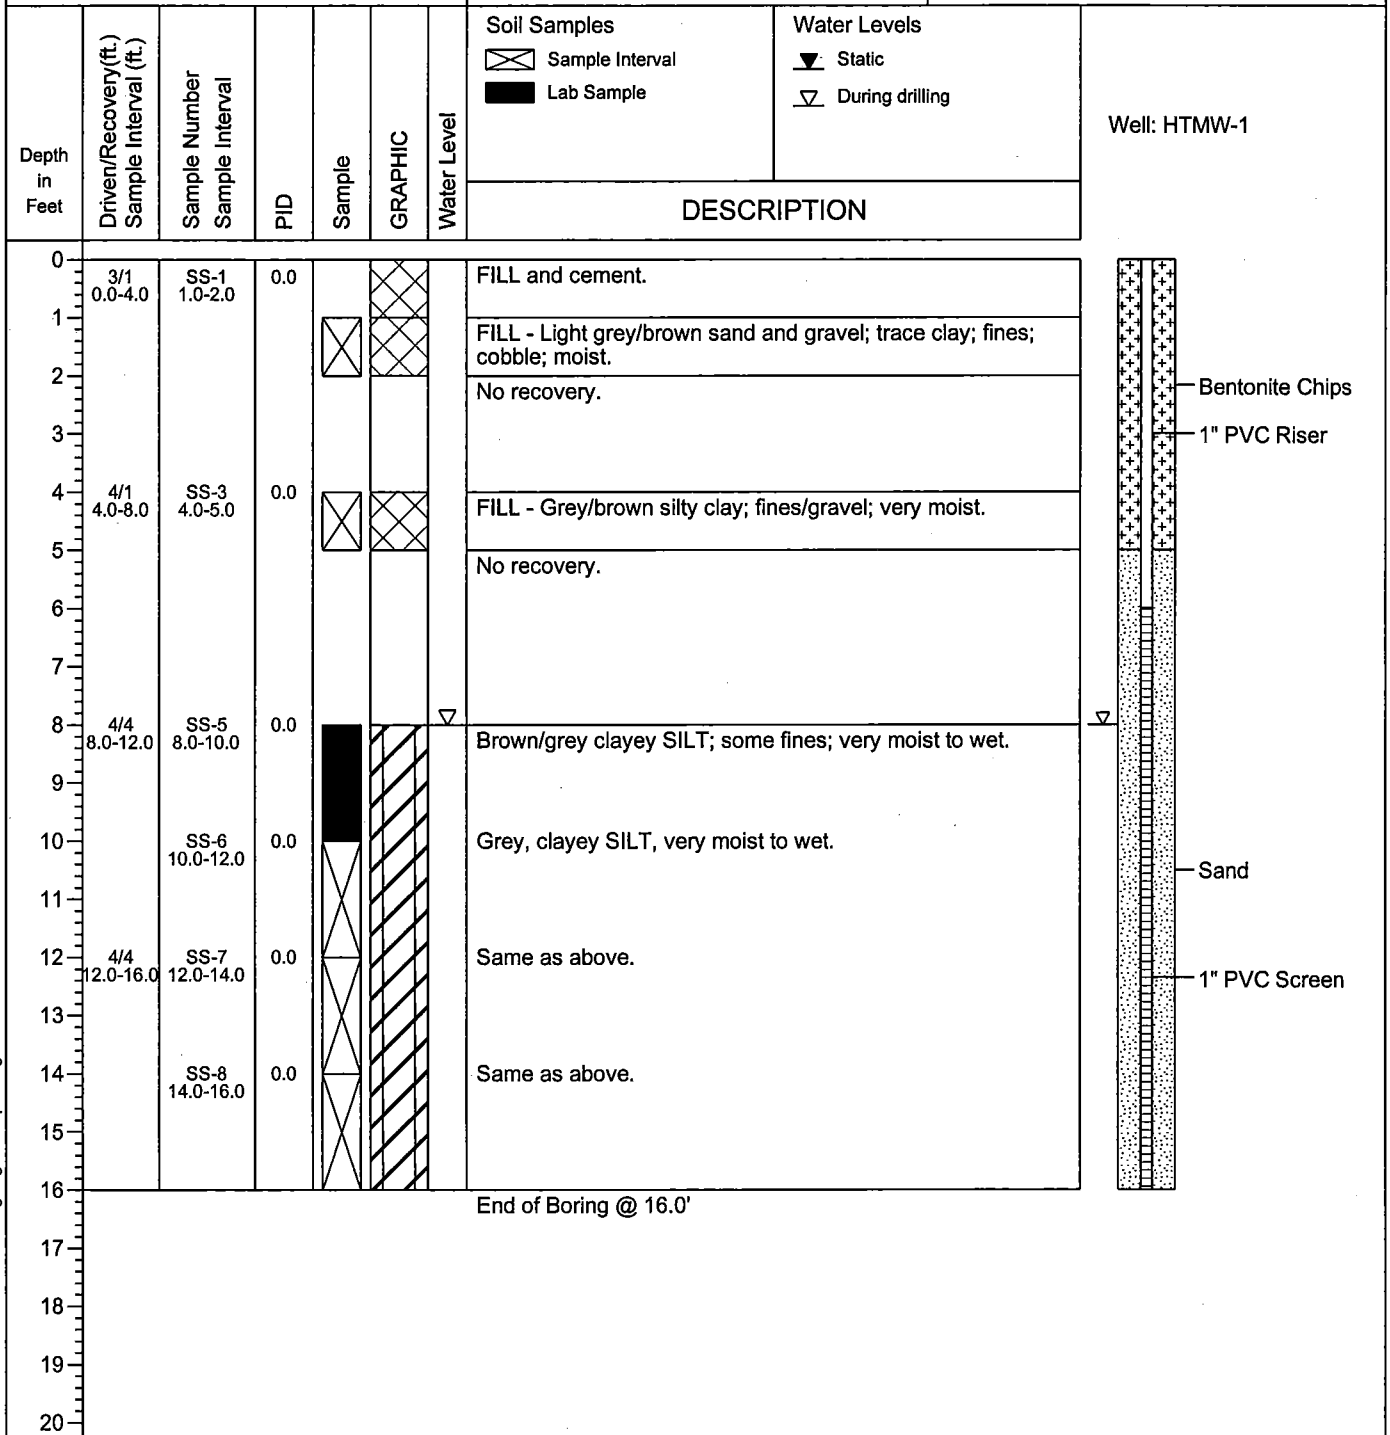 Soil Samples
Sample Interval
Lab Sample
Water Levels
Static
During drilling
Well: HTMW-1
Depth
in
Feet
Driven/Recovery(ft.)
Sample Interval (ft.)
Sample Number
Sample Interval
PID
Sample
GRAPHIC
Water Level
DESCRIPTION
0
3/1
0.0-4.0
SS-1
1.0-2.0
0.0
FILL and cement.
1
FILL - Light grey/brown sand and gravel; trace clay; fines;
cobble; moist.
2
No recovery.
Bentonite Chips
3
1" PVC Riser
4
4/1
4.0-8.0
SS-3
4.0-5.0
0.0
FILL - Grey/brown silty clay; fines/gravel; very moist.
5
No recovery.
6
7
8
4/4
8.0-12.0
SS-5
8.0-10.0
0.0
Brown/grey clayey SILT; some fines; very moist to wet.
9
10
SS-6
10.0-12.0
0.0
Grey, clayey SILT, very moist to wet.
Sand
11
12
4/4
12.0-16.0
SS-7
12.0-14.0
0.0
Same as above.
1" PVC Screen
13
14
SS-8
14.0-16.0
0.0
Same as above.
15
16
End of Boring @ 16.0'
17
18
19
20